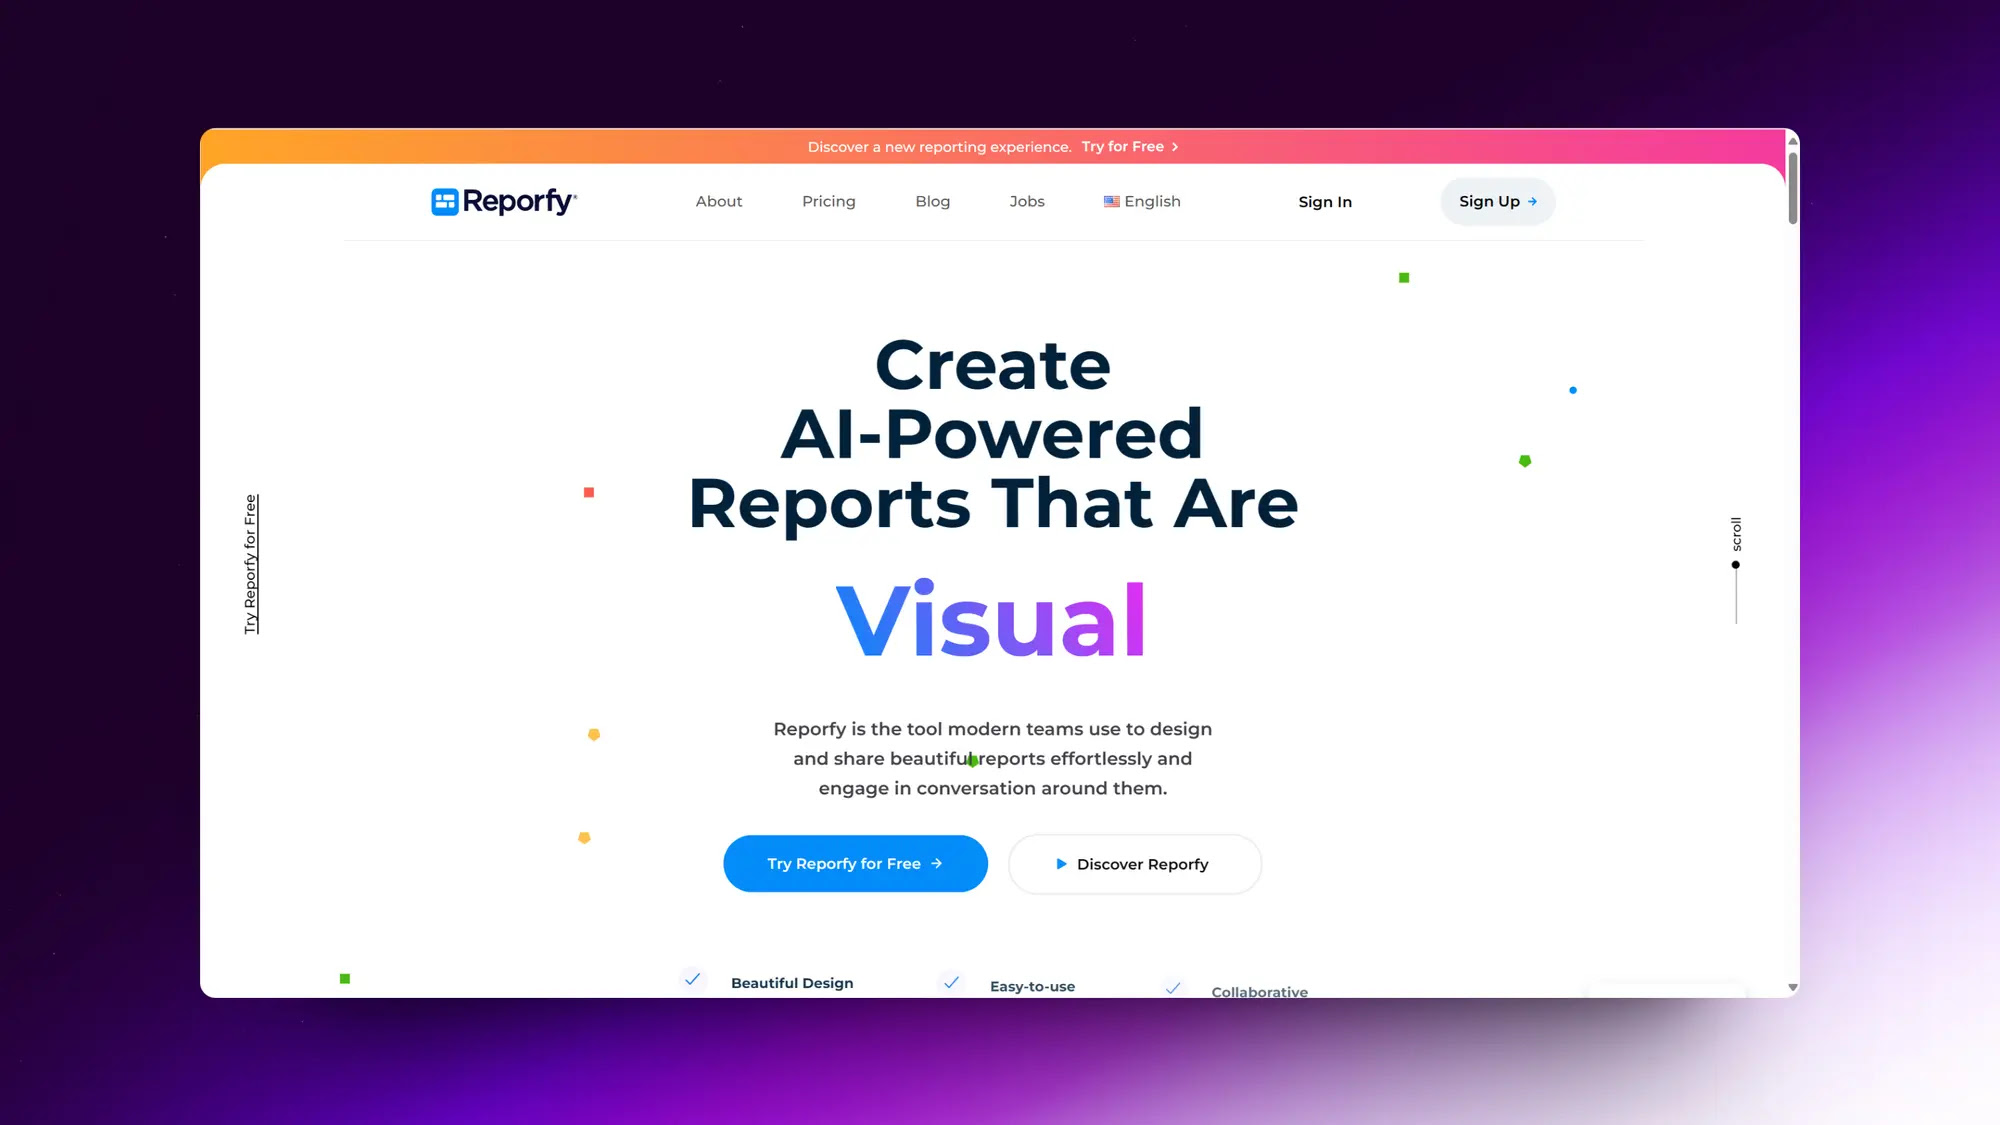 Discover a new reporting experience. Try for Free
Reporfy
About Pricing Blog Jobs English Sign In Sign Up
Create
AI-Powered
Reports That Are
Visual
Try Reporfy for Free
scroll
Reporfy is the tool modern teams use to design
and share beautiful reports effortlessly and
engage in conversation around them.
Try Reporfy for Free
Discover Reporfy
Beautiful Design
Easy-to-use
Collaborative